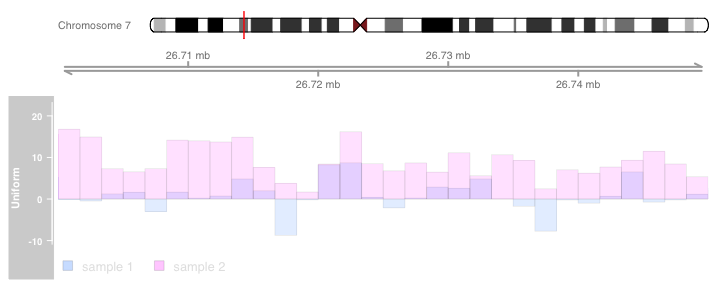 Chromosome 7
26.71 mb
26.73 mb
26.72 mb
26.74 mb
Uniform
20
10
0
-10
sample 1
sample 2